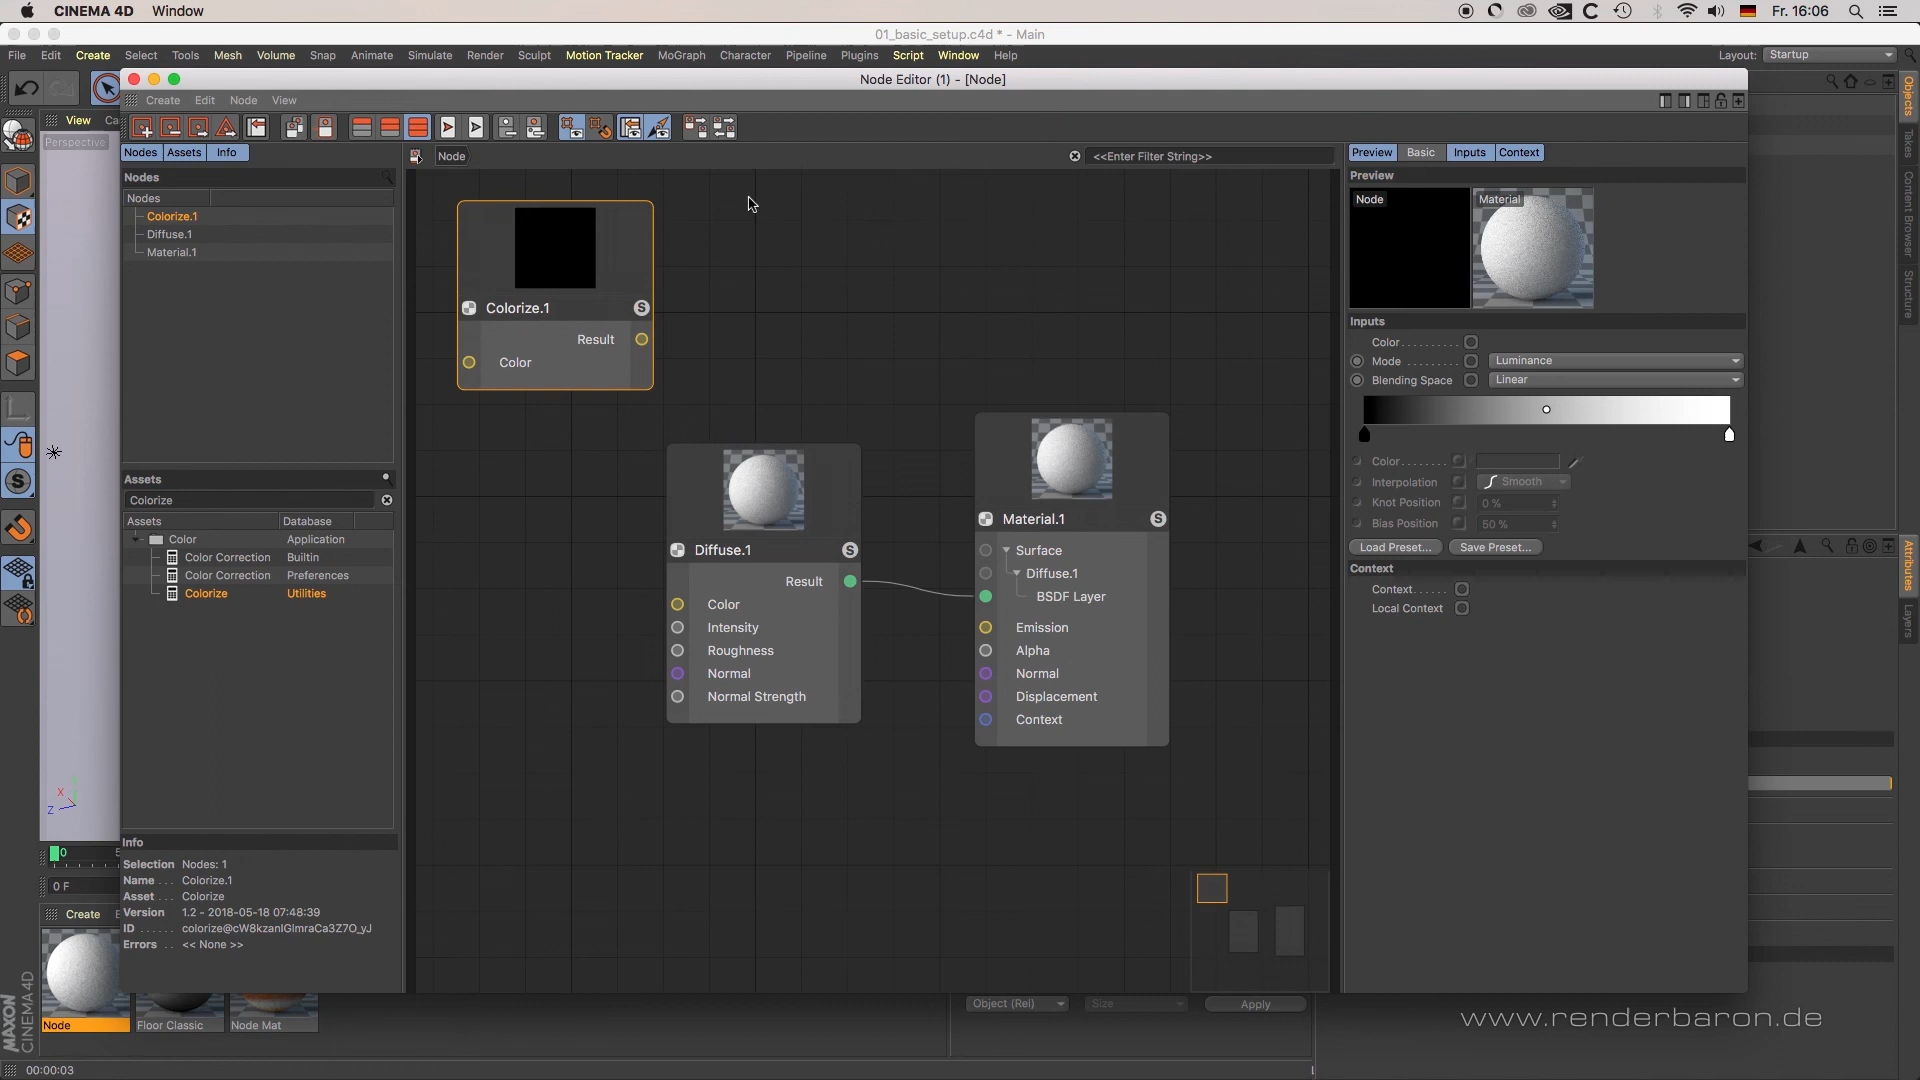 CINEMA 4D Window
Fr. 16:06
01_basic_setup.c4d * - Main
File Edit Create Select Tools Mesh Volume Snap Animate Simulate Render Sculpt Motion Tracker MoGraph Character Pipeline Plugins Script Window Help
Layout: Startup
Node Editor (1) - [Node]
Create Edit Node View
View
Perspective
Nodes Assets Info
Node
<<Enter Filter String>>
Preview Basic Inputs Context
Nodes
Nodes
Colorize.1
Diffuse.1
Material.1
Assets
Colorize
Assets Database
Color Application
Color Correction Builtin
Color Correction Preferences
Colorize Utilities
Info
Selection Nodes: 1
Name . . . Colorize.1
Asset . . . Colorize
Version 1.2 - 2018-05-18 07:48:39
Errors . . << None >>
Colorize.1
S
Result
Color
Diffuse.1
S
Result
Color
Intensity
Roughness
Normal
Normal Strength
Material.1
S
Surface
Diffuse.1
BSDF Layer
Emission
Alpha
Normal
Displacement
Context
Preview
Node
Material
Inputs
Color
Mode Luminance
Blending Space Linear
Color
Interpolation Smooth
Knot Position 0 %
Bias Position 50 %
Load Preset... Save Preset...
Context
Context
Local Context
Objects
Takes
Content Browser
Structure
Attributes
Layers
X
Z
0
0 F
Create
Node
Floor Classic
Node Mat
Object (Rel)
Size
Apply
MAXON
CINEMA 4D
00:00:03
www.renderbaron.de